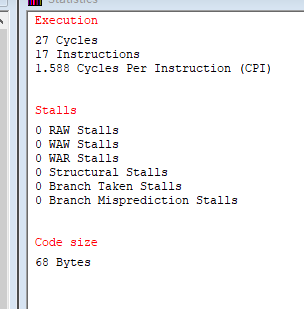 Statistics
Execution
27 Cycles
17 Instructions
1.588 Cycles Per Instruction (CPI)
Stalls
0 RAW Stalls
0 WAW Stalls
0 WAR Stalls
0 Structural Stalls
0 Branch Taken Stalls
0 Branch Misprediction Stalls
Code size
68 Bytes